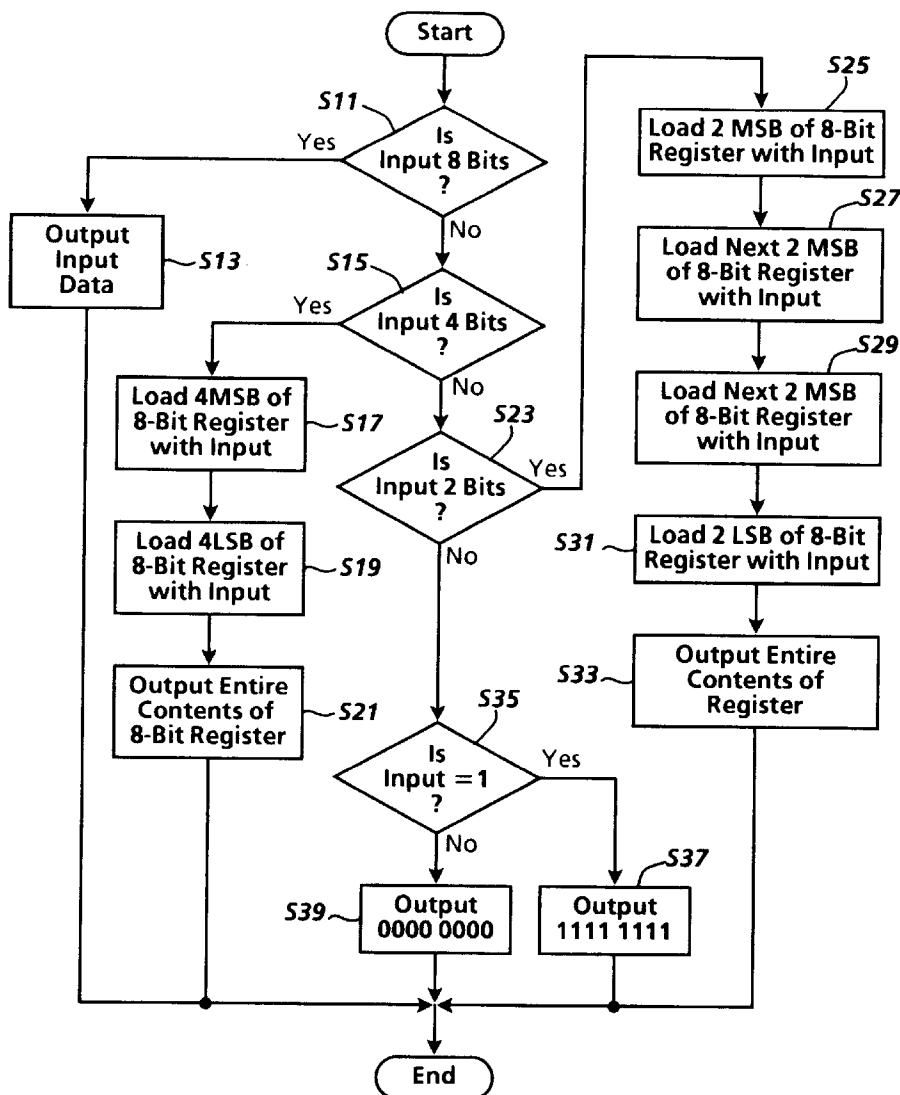 Start
S11
Is
Input 8 Bits
?
Yes
No
Output
Input
Data
S13
S15
Is
Input 4 Bits
?
Yes
No
Load 4MSB of
8-Bit Register
with Input
S17
Load 4LSB of
8-Bit Register
with Input
S19
Output Entire
Contents of
8-Bit Register
S21
S23
Is
Input 2 Bits
?
Yes
No
S25
Load 2 MSB of 8-Bit
Register with Input
S27
Load Next 2 MSB
of 8-Bit Register
with Input
S29
Load Next 2 MSB
of 8-Bit Register
with Input
S31
Load 2 LSB of 8-Bit
Register with Input
S33
Output Entire
Contents of
Register
S35
Is
Input = 1
?
Yes
No
S37
Output
1111 1111
S39
Output
0000 0000
End